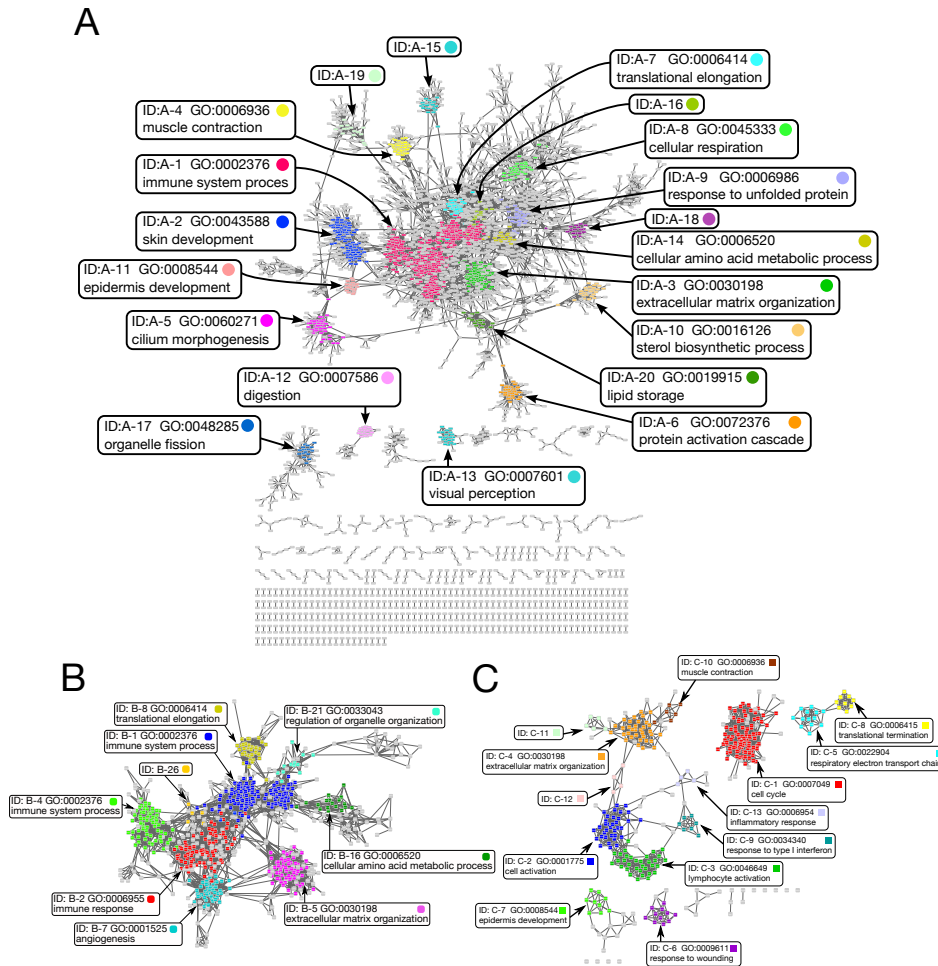 A
ID:A-15
ID:A-19
ID:A-7 GO:0006414
translational elongation
ID:A-4 GO:0006936
muscle contraction
ID:A-16
ID:A-8 GO:0045333
cellular respiration
ID:A-1 GO:0002376
immune system proces
ID:A-9 GO:0006986
response to unfolded protein
ID:A-2 GO:0043588
skin development
ID:A-18
ID:A-14 GO:0006520
cellular amino acid metabolic process
ID:A-11 GO:0008544
epidermis development
ID:A-3 GO:0030198
extracellular matrix organization
ID:A-5 GO:0060271
cilium morphogenesis
ID:A-10 GO:0016126
sterol biosynthetic process
ID:A-12 GO:0007586
digestion
ID:A-20 GO:0019915
lipid storage
ID:A-17 GO:0048285
organelle fission
ID:A-6 GO:0072376
protein activation cascade
ID:A-13 GO:0007601
visual perception
B
ID: B-8 GO:0006414
translational elongation
ID: B-21 GO:0033043
regulation of organelle organization
ID: B-1 GO:0002376
immune system process
ID: B-26
ID: B-4 GO:0002376
immune system process
ID: B-16 GO:0006520
cellular amino acid metabolic process
ID: B-2 GO:0006955
immune response
ID: B-5 GO:0030198
extracellular matrix organization
ID: B-7 GO:0001525
angiogenesis
C
ID: C-10 GO:0006936
muscle contraction
ID: C-11
ID: C-8 GO:0006415
translational termination
ID: C-4 GO:0030198
extracellular matrix organization
ID: C-5 GO:0022904
respiratory electron transport chain
ID: C-1 GO:0007049
cell cycle
ID: C-12
ID: C-13 GO:0006954
inflammatory response
ID: C-9 GO:0034340
response to type I interferon
ID: C-2 GO:0001775
cell activation
ID: C-3 GO:0046649
lymphocyte activation
ID: C-7 GO:0008544
epidermis development
ID: C-6 GO:0009611
response to wounding